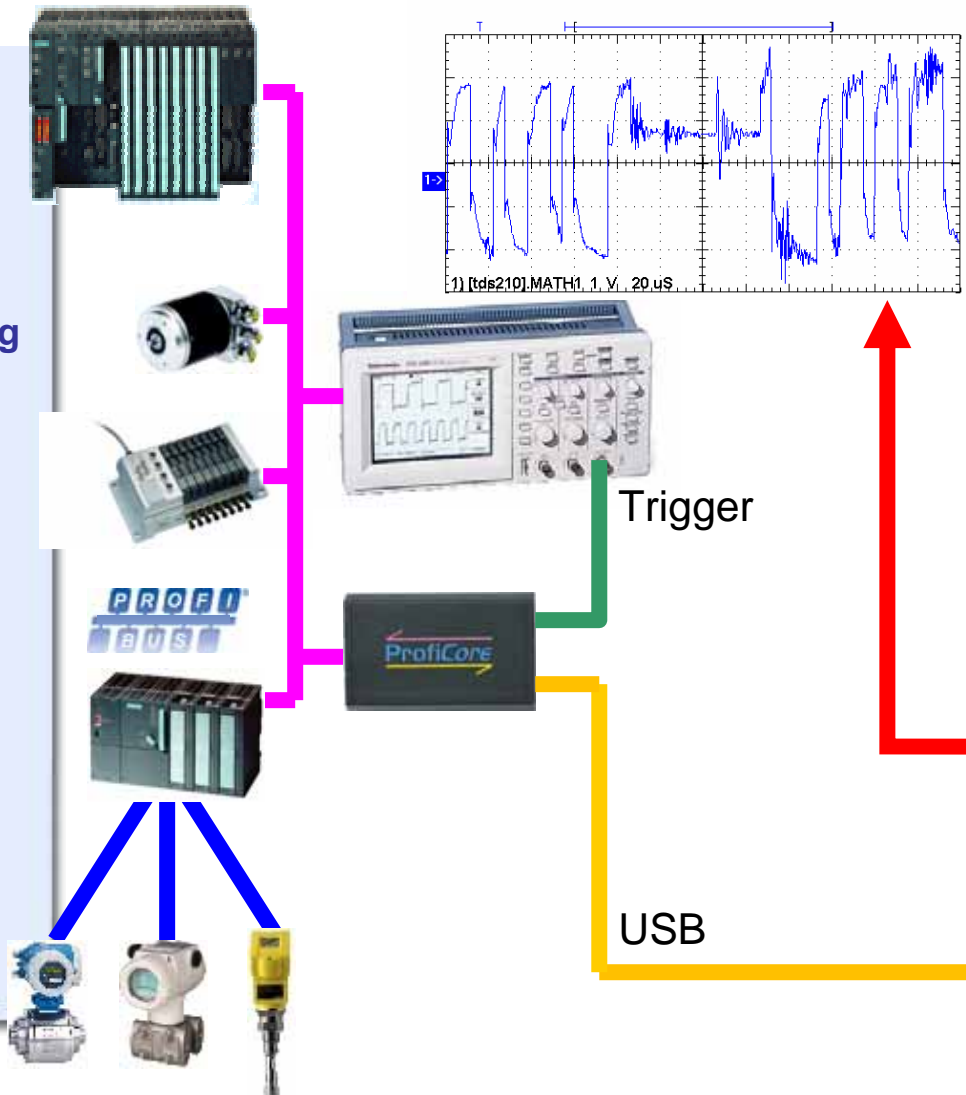 T
1->
1) [tds210].MATH1 1 V 20 uS
g
Trigger
PROFI®
BUS
ProfiCore
USB